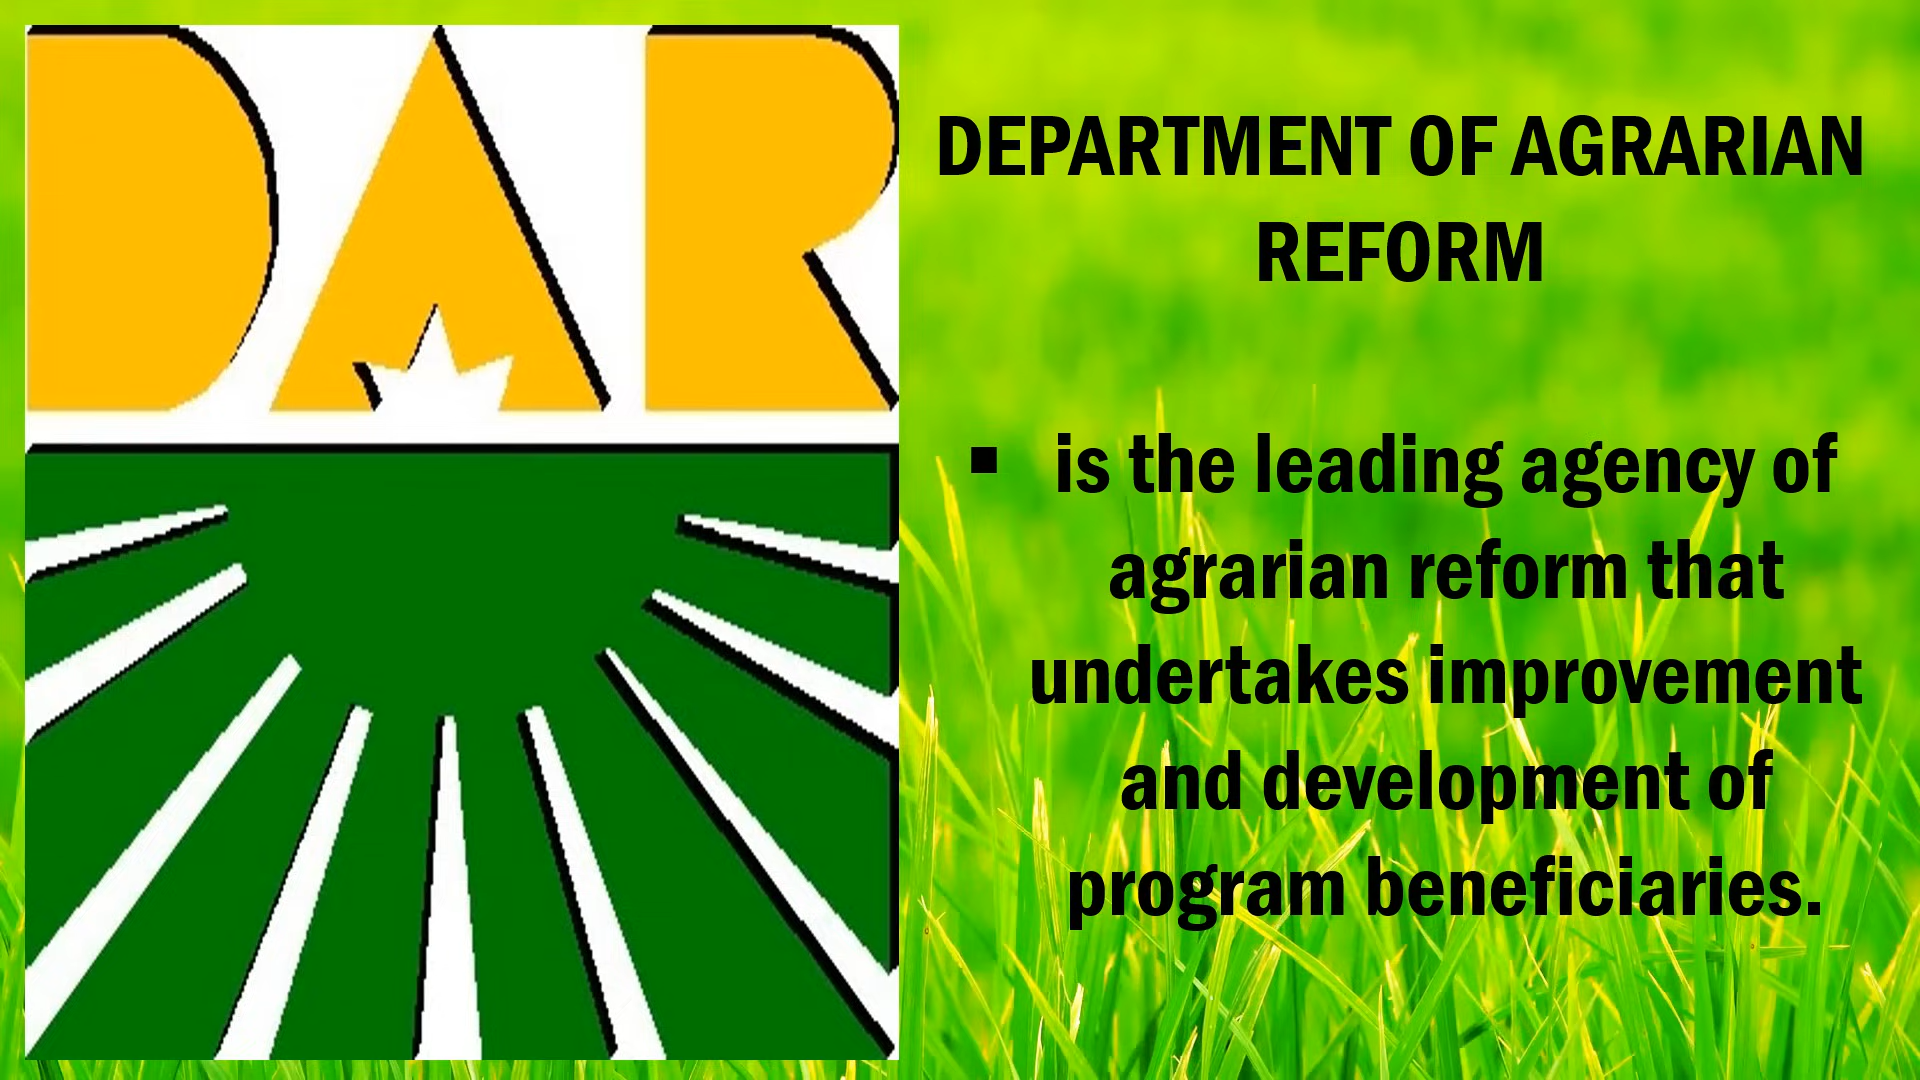 DAR
DEPARTMENT OF AGRARIAN
REFORM
▪ is the leading agency of
agrarian reform that
undertakes improvement
and development of
program beneficiaries.